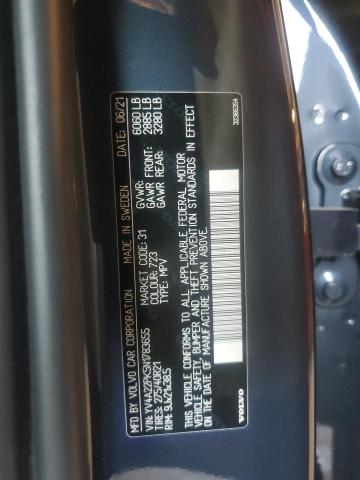 MFD. BY: VOLVO CAR CORPORATION MADE IN SWEDEN DATE: 06/21
VIN: YV4A22PK5N1783655 MARKET CODE: 31 GVWR: 6060 LB
TIRES: 275/40R21 COLOUR: 723 GAWR FRONT: 2885 LB
RIM: 9Jx21x38.5 TYPE: MPV GAWR REAR: 3280 LB
THIS VEHICLE CONFORMS TO ALL APPLICABLE FEDERAL MOTOR
VEHICLE SAFETY, BUMPER AND THEFT PREVENTION STANDARDS IN EFFECT
ON THE DATE OF MANUFACTURE SHOWN ABOVE.
VOLVO 32366354